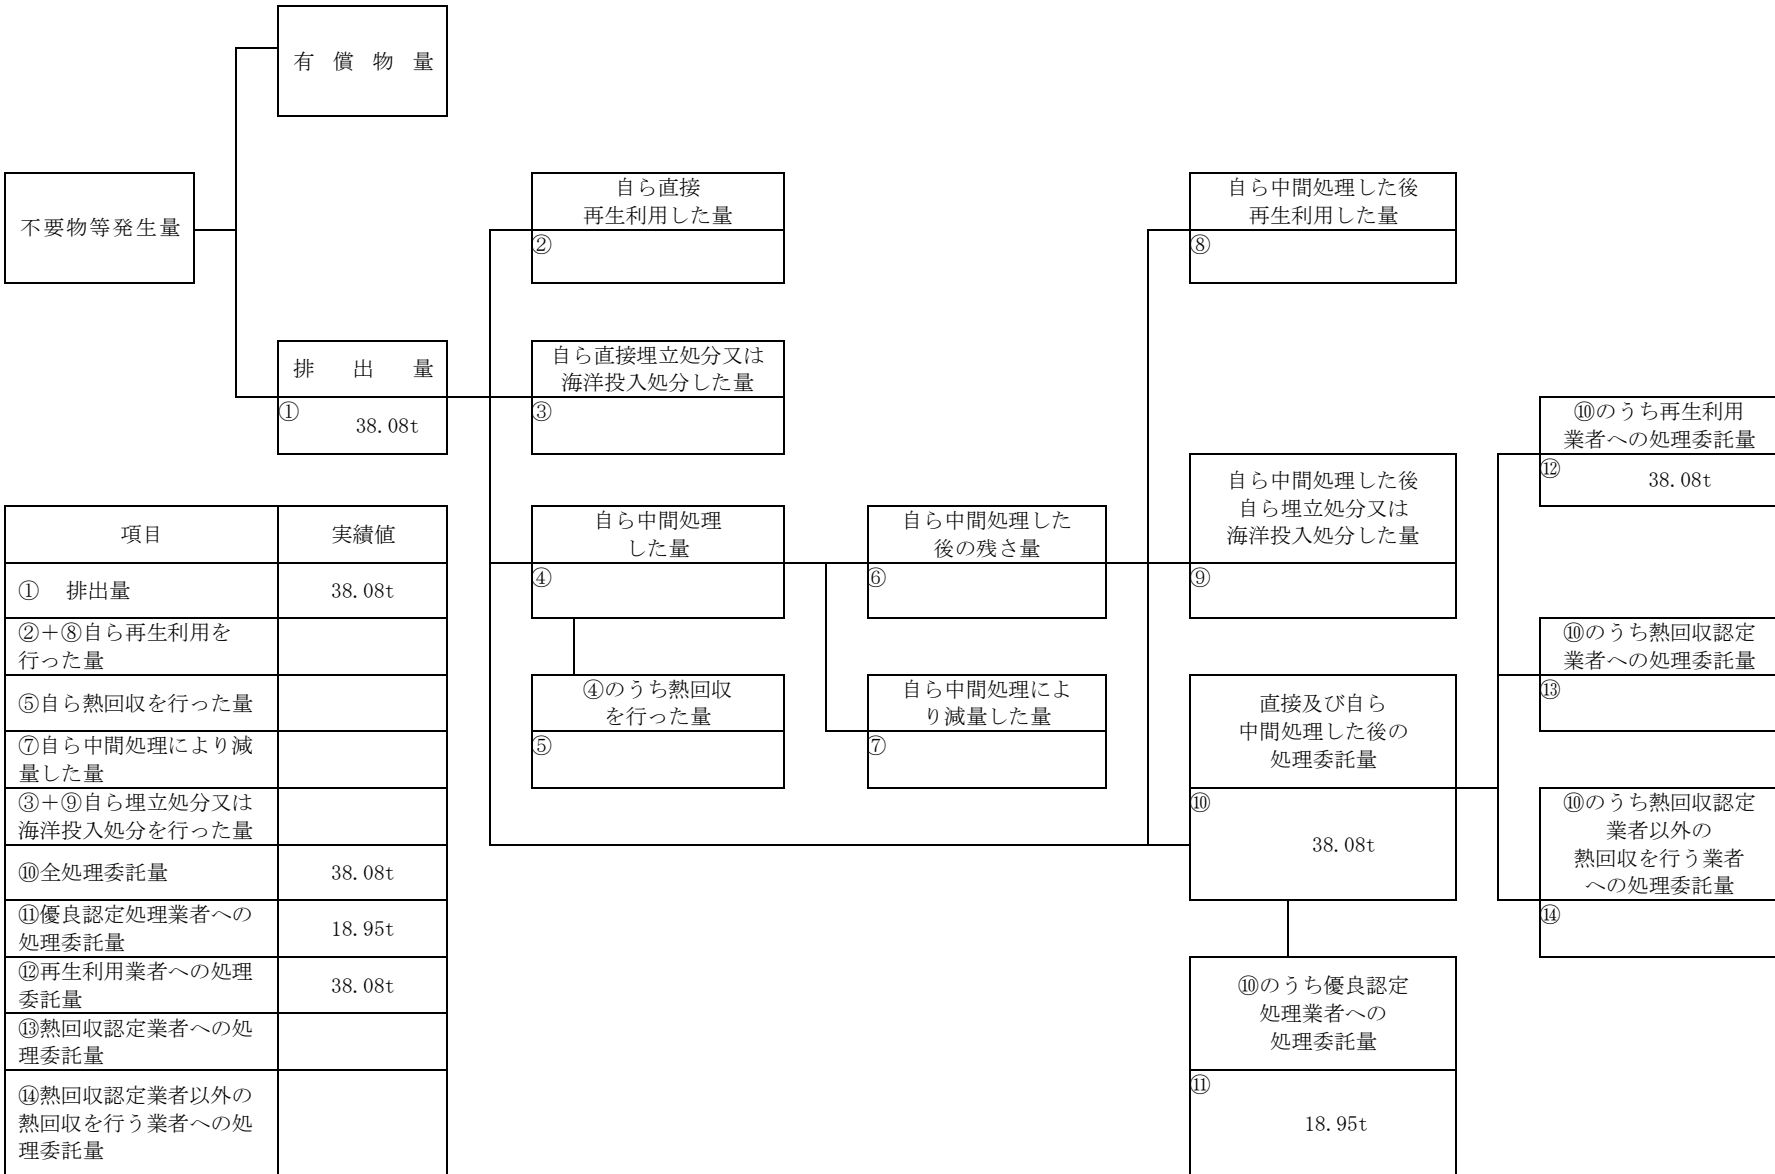 有償物量
不要物等発生量
排出量
① 38.08t
自ら直接
再生利用した量
②
自ら直接埋立処分又は
海洋投入処分した量
③
自ら中間処理
した量
④
④のうち熱回収
を行った量
⑤
自ら中間処理した
後の残さ量
⑥
自ら中間処理によ
り減量した量
⑦
自ら中間処理した後
再生利用した量
⑧
自ら中間処理した後
自ら埋立処分又は
海洋投入処分した量
⑨
直接及び自ら
中間処理した後の
処理委託量
⑩
38.08t
⑩のうち優良認定
処理業者への
処理委託量
⑪
18.95t
⑩のうち再生利用
業者への処理委託量
⑫ 38.08t
⑩のうち熱回収認定
業者への処理委託量
⑬
⑩のうち熱回収認定
業者以外の
熱回収を行う業者
への処理委託量
⑭
項目 実績値
① 排出量 38.08t
②+⑧自ら再生利用を
行った量
⑤自ら熱回収を行った量
⑦自ら中間処理により減
量した量
③+⑨自ら埋立処分又は
海洋投入処分を行った量
⑩全処理委託量 38.08t
⑪優良認定処理業者への
処理委託量 18.95t
⑫再生利用業者への処理
委託量 38.08t
⑬熱回収認定業者への処
理委託量
⑭熱回収認定業者以外の
熱回収を行う業者への処
理委託量